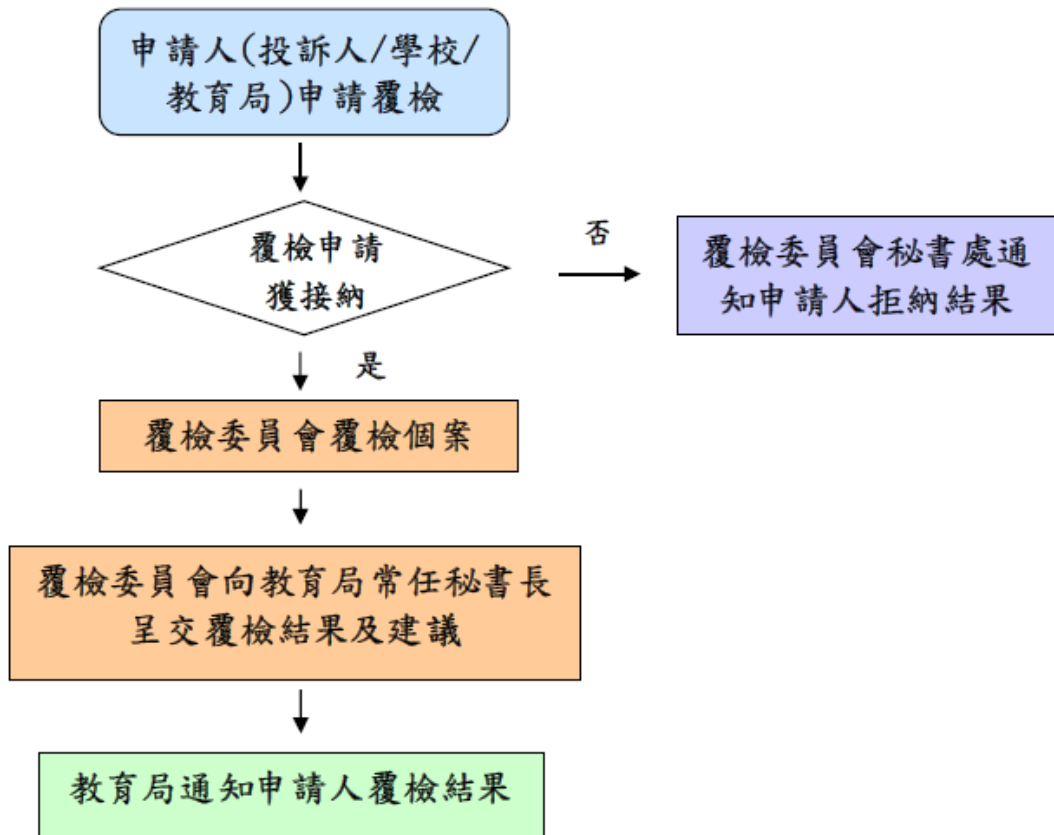 申請人(投訴人/學校/
教育局)申請覆檢
覆檢申請
獲接納
否
覆檢委員會秘書處通
知申請人拒納結果
是
覆檢委員會覆檢個案
覆檢委員會向教育局常任秘書長
呈交覆檢結果及建議
教育局通知申請人覆檢結果